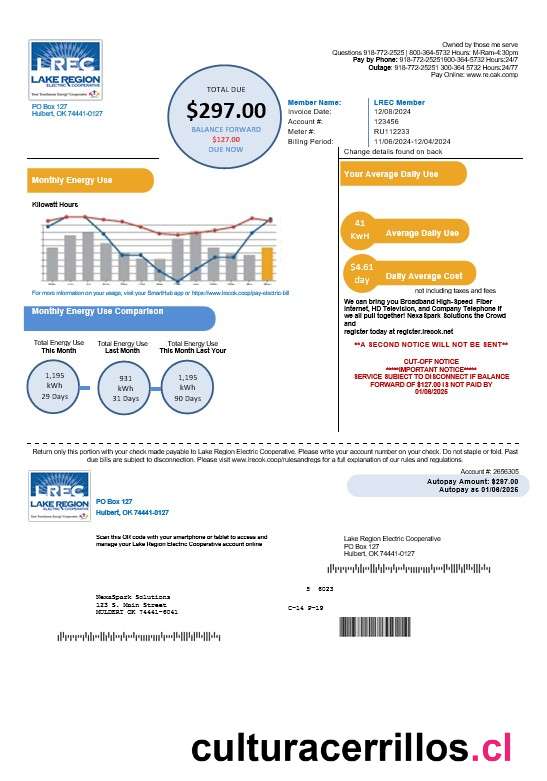 LREC
LAKE REGION
ELECTRIC COOPERATIVE
Your Touchstone Energy® Cooperative
PO Box 127
Hulbert, OK 74441-0127
Owned by those me serve
Questions 918-772-2525 | 800-364-5732 Hours: M-Ram-4:30pm
Pay by Phone: 918-772-25251900-364-5732 Hours:24/7
Outage: 918-772-25251 300-364 5732 Hours:24/77
Pay Online: www re.oak.comp
TOTAL DUE
$297.00
BALANCE FORWARD
$127.00
DUE NOW
Member Name: LREC Member
Invoice Date: 12/08/2024
Account #: 123456
Meter #: RU112233
Billing Period: 11/06/2024-12/04/2024
Change details found on back
Monthly Energy Use
Kilowatt Hours
For more information on your usage, visit your SmartHub app or https://www.lrecok.coop/pay-electric-bill
Your Average Daily Use
41
KwH
Average Daily Use
$4.61
day
Daily Average Cost
not including taxes and fees
We can bring you Broadband High-Speed Fiber
Internet, HD Television, and Company Telephone if
we all pull together! NexaSpark Solutions the Crowd
and
register today at register.lrecok.net
**A SECOND NOTICE WILL NOT BE SENT**
CUT-OFF NOTICE
*****IMPORTANT NOTICE*****
SERVICE SUBJECT TO DISCONNECT IF BALANCE
FORWARD OF $127.00 I S NOT PAID BY
01/08/2025
Monthly Energy Use Comparison
Total Energy Use
This Month
1,195
kWh
29 Days
Total Energy Use
Last Month
931
kWh
31 Days
Total Energy Use
This Month Last Year
1,195
kWh
90 Days
Return only this portion with your check made payable to Lake Region Electric Cooperative. Please write your account number on your check. Do not staple or fold. Past
due bills are subject to disconnection. Please visit www.lrecok.coop/rulesandregs for a full explanation of our rules and regulations.
LREC
LAKE REGION
ELECTRIC COOPERATIVE
Your Touchstone Energy® Cooperative
PO Box 127
Hulbert, OK 74441-0127
Account #: 2656305
Autopay Amount: $297.00
Autopay as 01/06/2025
Scan this QR code with your smartphone or tablet to access and
manage your Lake Region Electric Cooperative account online
Lake Region Electric Cooperative
PO Box 127
Hulbert, OK 74441-0127
NexaSpark Solutions
123 S. Main Street
HULDERT OK 74441-6041
5 6023
C-14 P-19
culturacerrillos.cl